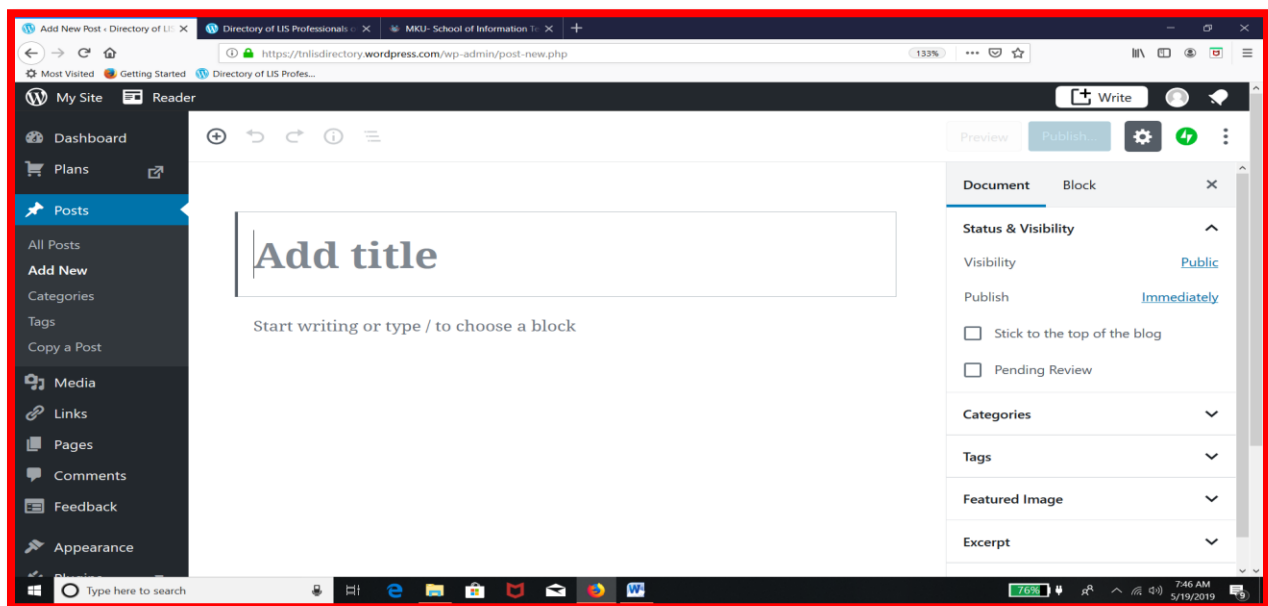 Add New Post ‹ Directory of LIS
Directory of LIS Professionals o
MKU- School of Information Te
https://tnlisdirectory.wordpress.com/wp-admin/post-new.php
133%
Most Visited
Getting Started
Directory of LIS Profes...
My Site
Reader
Write
Dashboard
Plans
Posts
All Posts
Add New
Categories
Tags
Copy a Post
Media
Links
Pages
Comments
Feedback
Appearance
Add title
Start writing or type / to choose a block
Preview
Publish...
Document
Block
Status & Visibility
Visibility
Public
Publish
Immediately
Stick to the top of the blog
Pending Review
Categories
Tags
Featured Image
Excerpt
Type here to search
76%
7:46 AM
5/19/2019
9